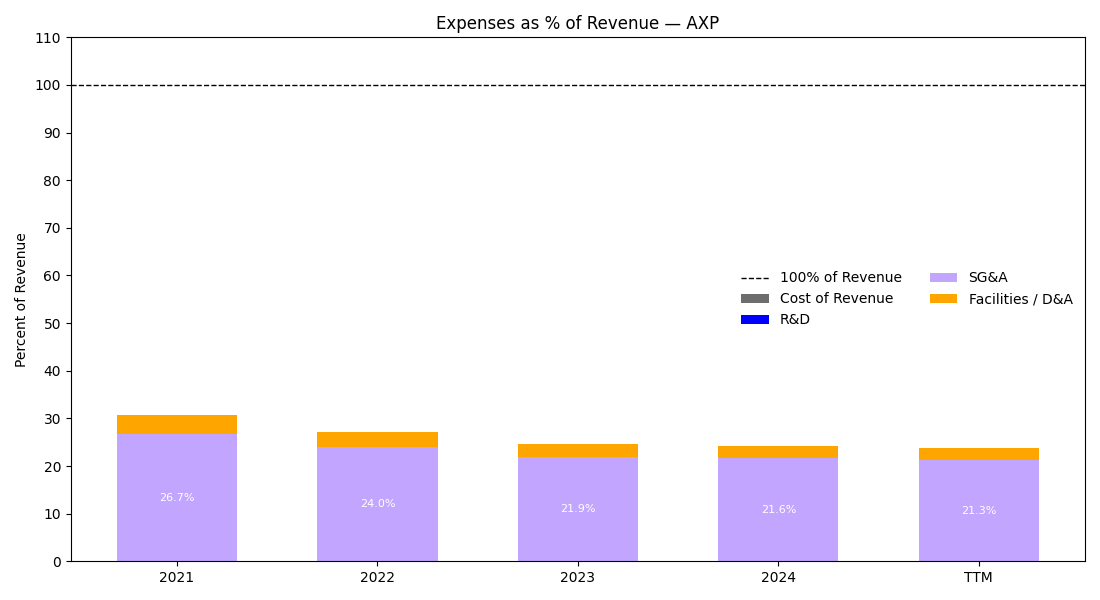 Expenses as % of Revenue — AXP
110
100
90
80
70
60
50
40
30
20
10
0
Percent of Revenue
100% of Revenue
Cost of Revenue
R&D
SG&A
Facilities / D&A
26.7%
24.0%
21.9%
21.6%
21.3%
2021
2022
2023
2024
TTM